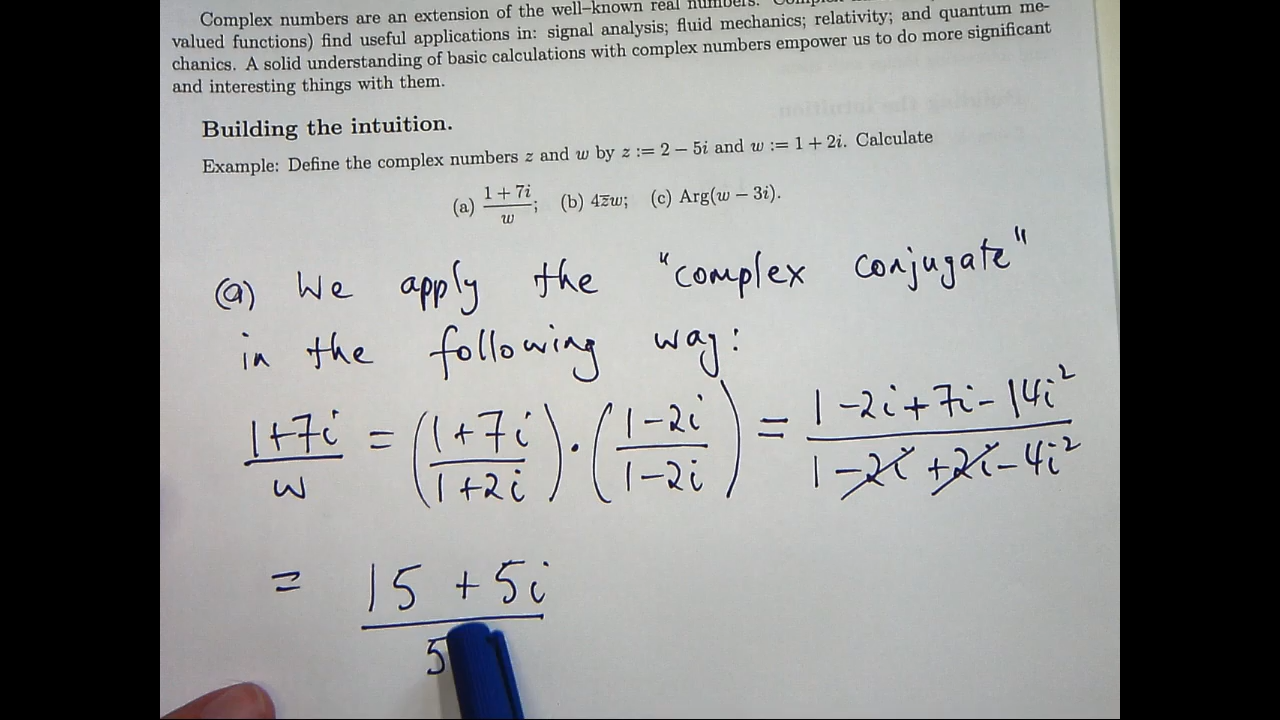 Complex numbers are an extension of the well–known real numbers.
valued functions) find useful applications in: signal analysis; fluid mechanics; relativity; and quantum me-
chanics. A solid understanding of basic calculations with complex numbers empower us to do more significant
and interesting things with them.
Building the intuition.
Example: Define the complex numbers z and w by z := 2 − 5i and w := 1 + 2i. Calculate
(a) (1 + 7i)/w; (b) 4z̅w; (c) Arg(w − 3i).
(a) We apply the "complex conjugate"
in the following way:
(1+7i)/w = ((1+7i)/(1+2i)) · ((1-2i)/(1-2i)) = (1-2i+7i-14i²)/(1-2i+2i-4i²)
= (15+5i)/5